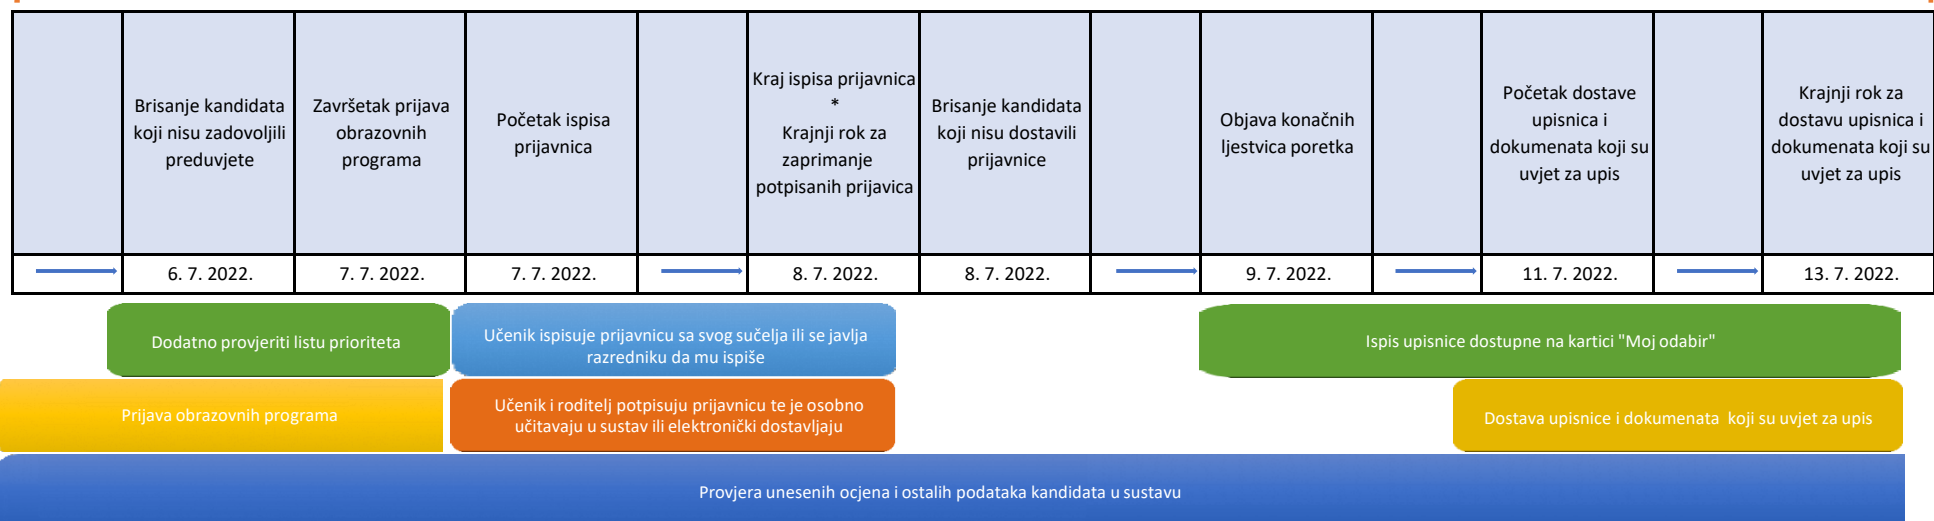 Brisanje kandidata
koji nisu zadovoljili
preduvjete
Završetak prijava
obrazovnih
programa
Početak ispisa
prijavnica
Kraj ispisa prijavnica
*
Krajnji rok za
zaprimanje
potpisanih prijavica
Brisanje kandidata
koji nisu dostavili
prijavnice
Objava konačnih
ljestvica poretka
Početak dostave
upisnica i
dokumenata koji su
uvjet za upis
Krajnji rok za
dostavu upisnica i
dokumenata koji su
uvjet za upis
6. 7. 2022.
7. 7. 2022.
7. 7. 2022.
8. 7. 2022.
8. 7. 2022.
9. 7. 2022.
11. 7. 2022.
13. 7. 2022.
Dodatno provjeriti listu prioriteta
Učenik ispisuje prijavnicu sa svog sučelja ili se javlja
razredniku da mu ispiše
Ispis upisnice dostupne na kartici "Moj odabir"
Prijava obrazovnih programa
Učenik i roditelj potpisuju prijavnicu te je osobno
učitavaju u sustav ili elektronički dostavljaju
Dostava upisnice i dokumenata koji su uvjet za upis
Provjera unesenih ocjena i ostalih podataka kandidata u sustavu